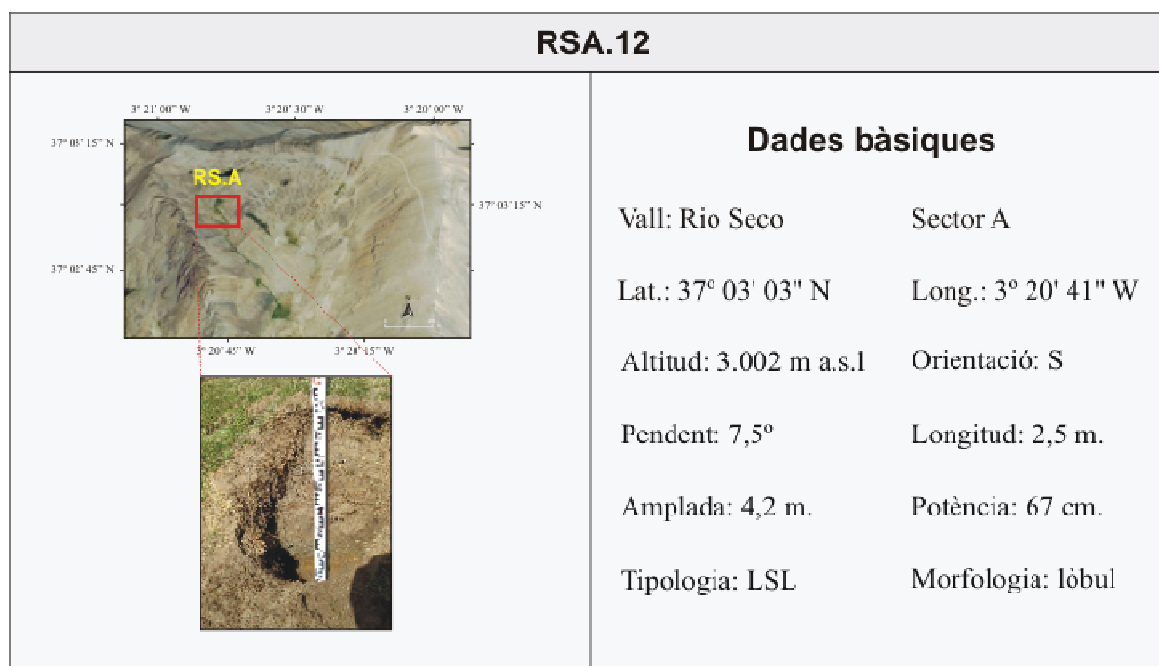 RSA.12
3° 21' 00" W 3° 20' 30" W 3° 20' 00" W
37° 03' 15" N
RS.A
37° 03' 15" N
37° 02' 45" N
3° 20' 45" W 3° 20' 15" W
Dades bàsiques
Vall: Rio Seco Sector A
Lat.: 37º 03' 03" N Long.: 3º 20' 41" W
Altitud: 3.002 m a.s.l Orientació: S
Pendent: 7,5º Longitud: 2,5 m.
Amplada: 4,2 m. Potència: 67 cm.
Tipologia: LSL Morfologia: lòbul